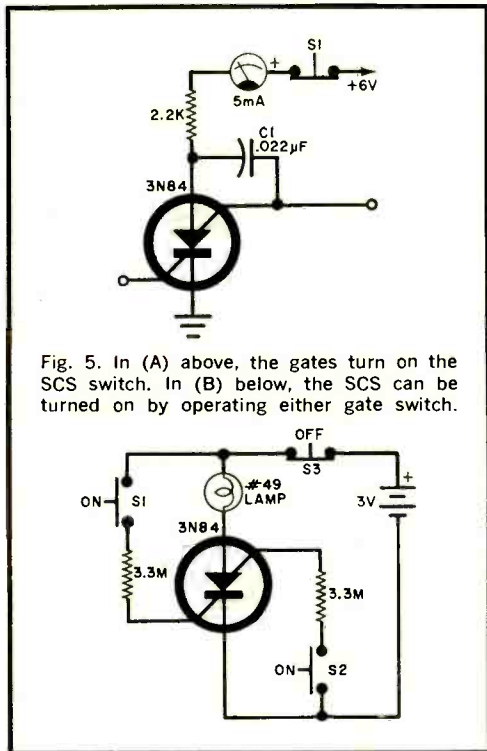 S1
+
+6V
5mA
2.2K
C1
.022µF
3N84
Fig. 5. In (A) above, the gates turn on the
SCS switch. In (B) below, the SCS can be
turned on by operating either gate switch.
OFF
S3
#49
LAMP
+
ON
S1
3V
3N84
3.3M
3.3M
ON
S2